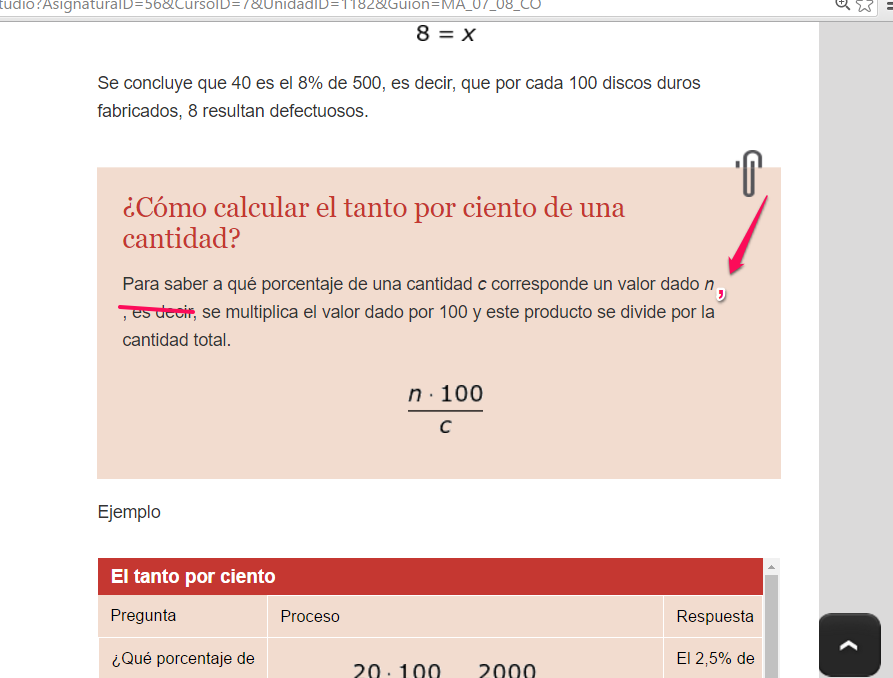 tudio?AsignaturaID=56&CursoID=7&UnidadID=1182&Guion=MA_07_08_CO
8 = x
Se concluye que 40 es el 8% de 500, es decir, que por cada 100 discos duros
fabricados, 8 resultan defectuosos.
¿Cómo calcular el tanto por ciento de una
cantidad?
Para saber a qué porcentaje de una cantidad c corresponde un valor dado n ,
, es decir, se multiplica el valor dado por 100 y este producto se divide por la
cantidad total.
n · 100
c
Ejemplo
El tanto por ciento
Pregunta Proceso Respuesta
¿Qué porcentaje de 20 · 100 2000 El 2,5% de